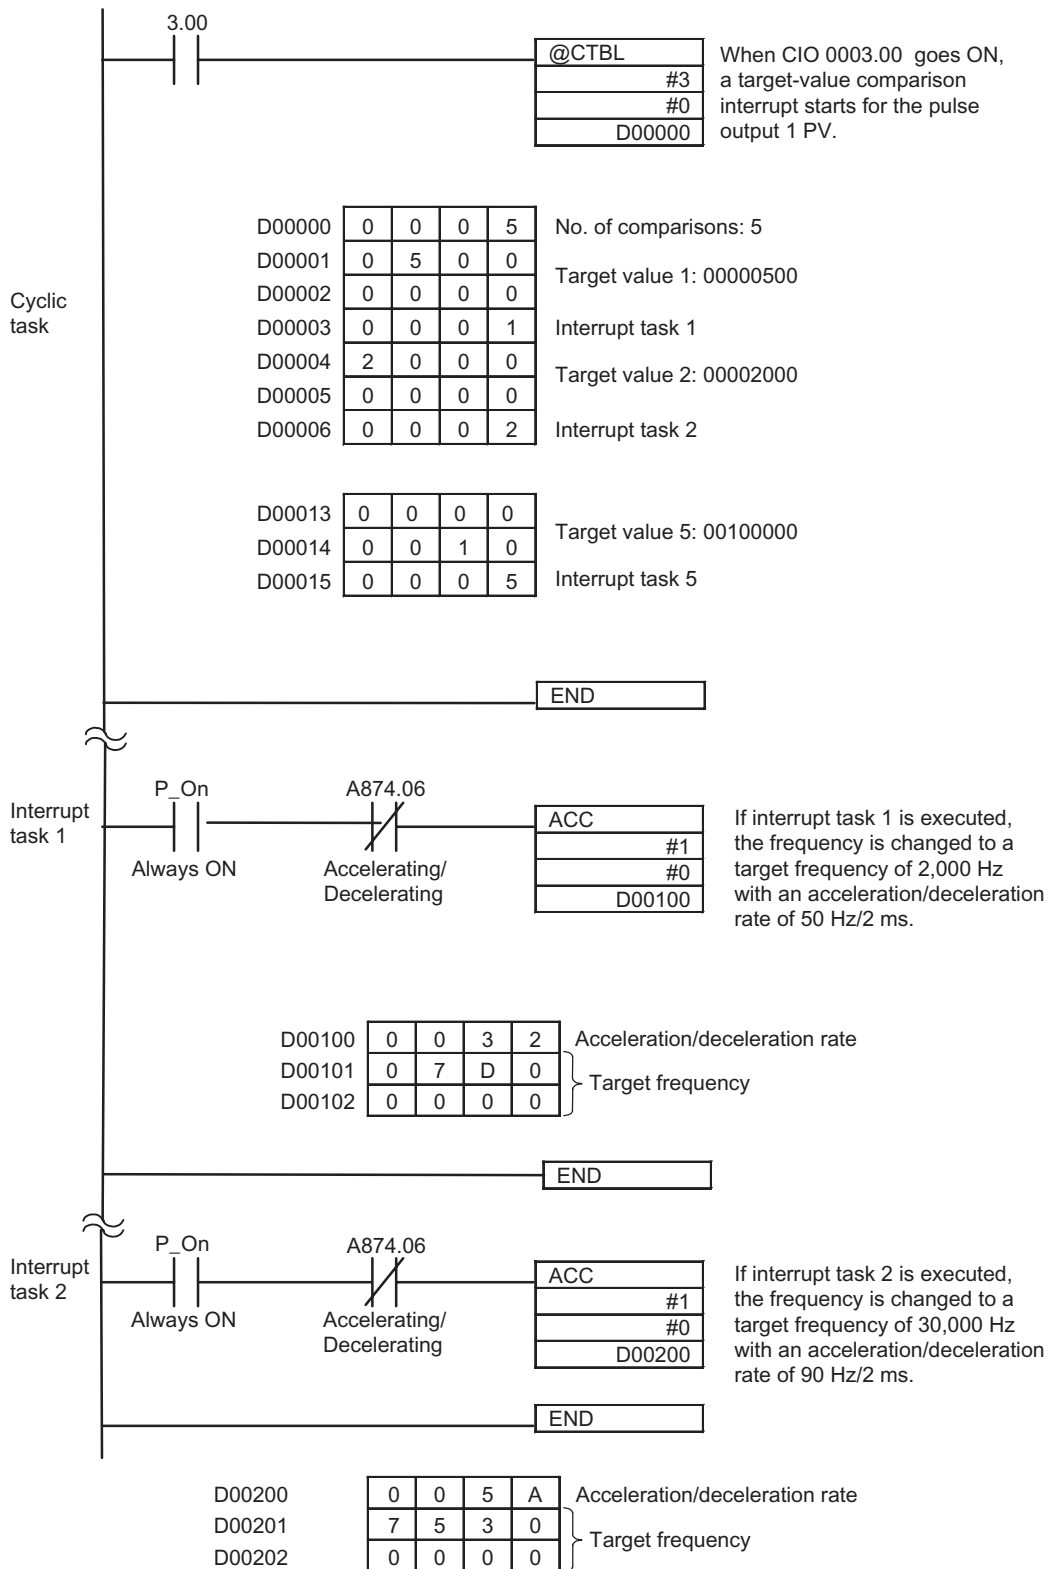 3.00
@CTBL
#3
#0
D00000
When CIO 0003.00 goes ON,
a target-value comparison
interrupt starts for the pulse
output 1 PV.
Cyclic
task
D00000 0 0 0 5 No. of comparisons: 5
D00001 0 5 0 0
Target value 1: 00000500
D00002 0 0 0 0
D00003 0 0 0 1 Interrupt task 1
D00004 2 0 0 0
Target value 2: 00002000
D00005 0 0 0 0
D00006 0 0 0 2 Interrupt task 2
D00013 0 0 0 0
Target value 5: 00100000
D00014 0 0 1 0
D00015 0 0 0 5 Interrupt task 5
END
Interrupt
task 1
P_On
Always ON
A874.06
Accelerating/
Decelerating
ACC
#1
#0
D00100
If interrupt task 1 is executed,
the frequency is changed to a
target frequency of 2,000 Hz
with an acceleration/deceleration
rate of 50 Hz/2 ms.
D00100 0 0 3 2 Acceleration/deceleration rate
D00101 0 7 D 0
Target frequency
D00102 0 0 0 0
END
Interrupt
task 2
P_On
Always ON
A874.06
Accelerating/
Decelerating
ACC
#1
#0
D00200
If interrupt task 2 is executed,
the frequency is changed to a
target frequency of 30,000 Hz
with an acceleration/deceleration
rate of 90 Hz/2 ms.
END
D00200 0 0 5 A Acceleration/deceleration rate
D00201 7 5 3 0
Target frequency
D00202 0 0 0 0